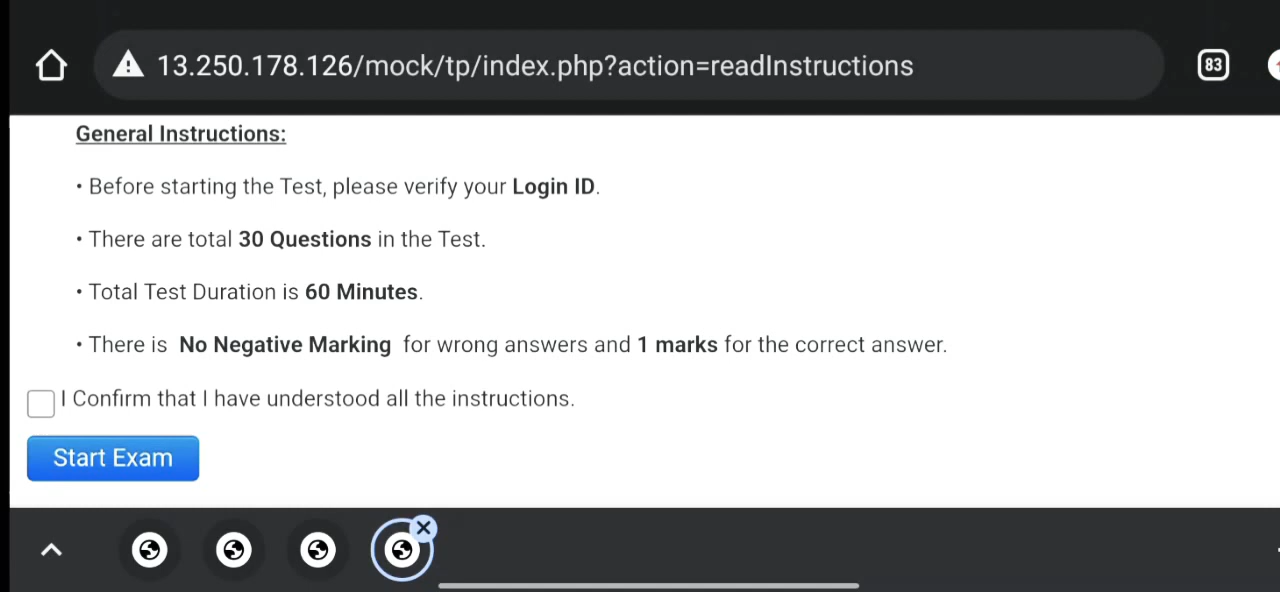 13.250.178.126/mock/tp/index.php?action=readInstructions
83
General Instructions:
• Before starting the Test, please verify your Login ID.
• There are total 30 Questions in the Test.
• Total Test Duration is 60 Minutes.
• There is No Negative Marking for wrong answers and 1 marks for the correct answer.
I Confirm that I have understood all the instructions.
Start Exam